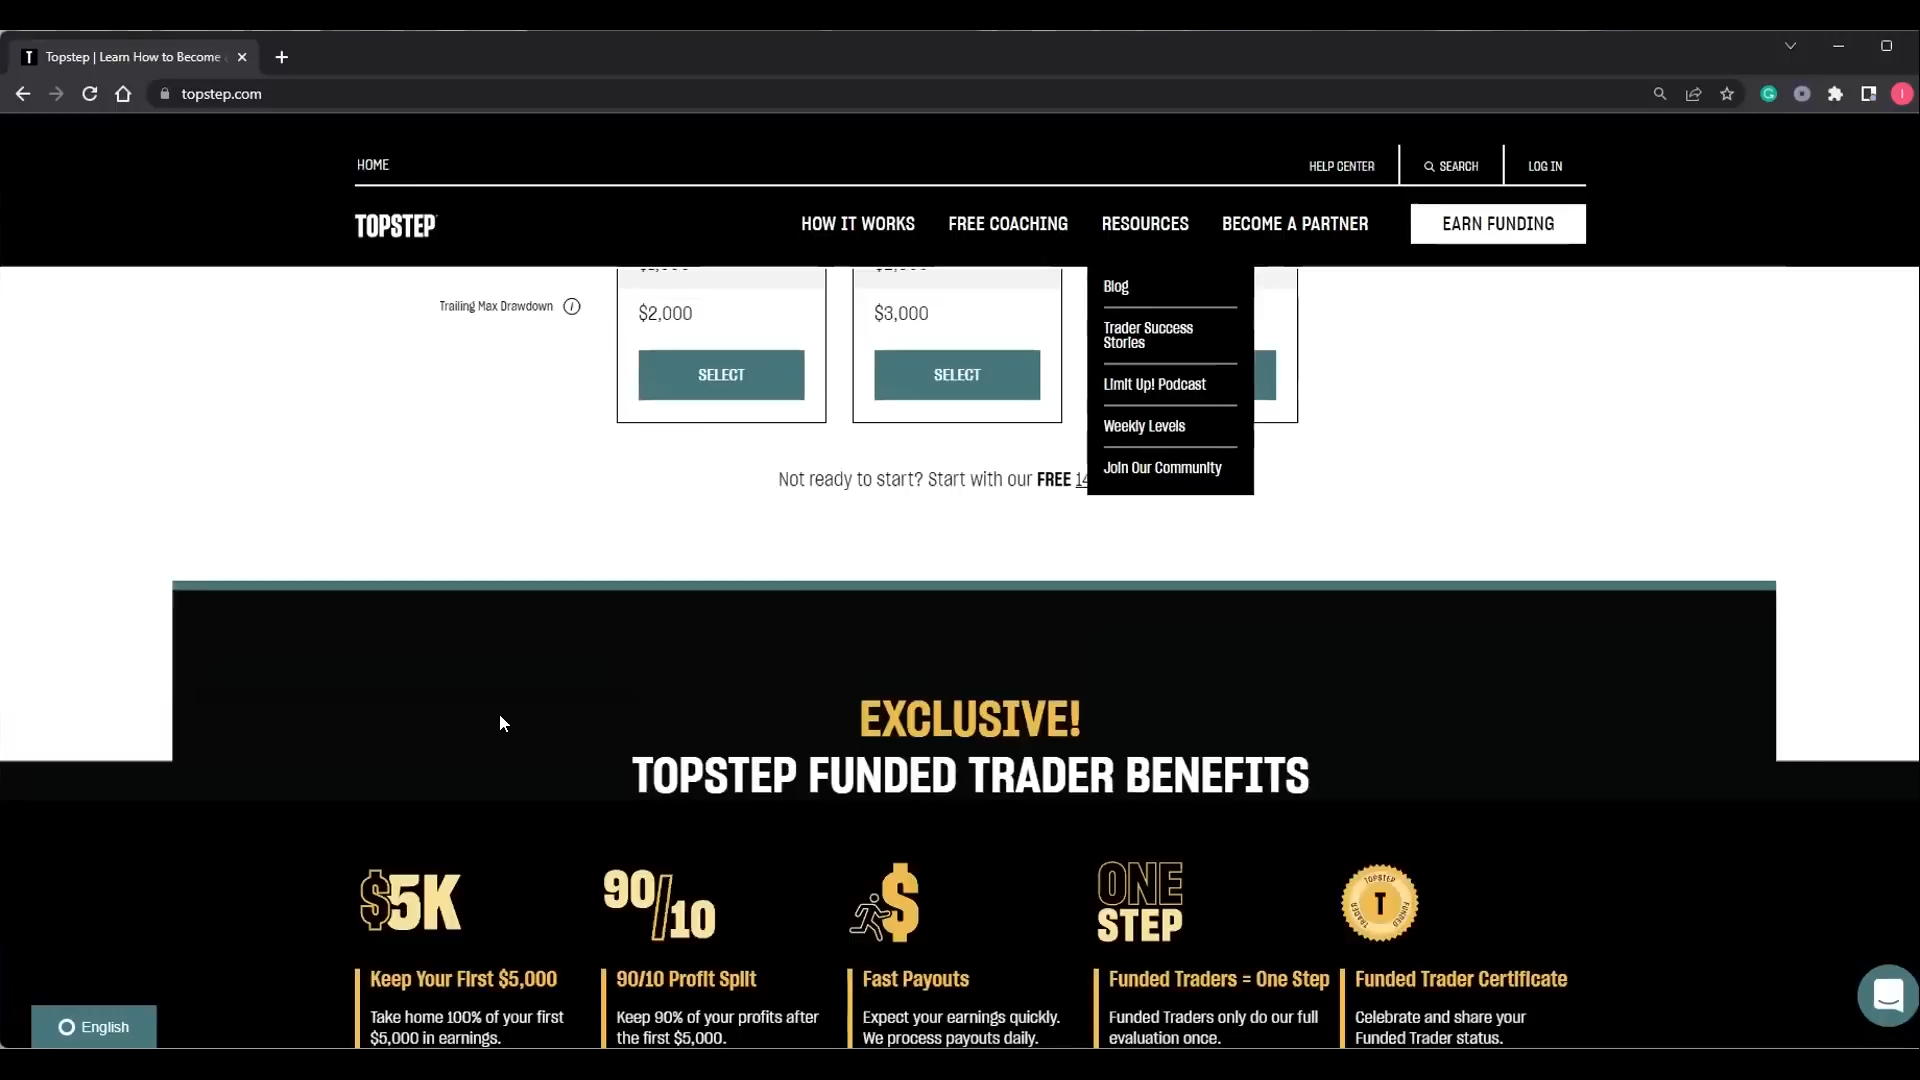 Topstep | Learn How to Become
topstep.com
HOME
HELP CENTER
SEARCH
LOG IN
TOPSTEP
HOW IT WORKS
FREE COACHING
RESOURCES
BECOME A PARTNER
EARN FUNDING
Blog
Trader Success
Stories
Limit Up! Podcast
Weekly Levels
Join Our Community
Trailing Max Drawdown
$2,000
$3,000
SELECT
SELECT
Not ready to start? Start with our FREE
EXCLUSIVE!
TOPSTEP FUNDED TRADER BENEFITS
$5K
Keep Your First $5,000
Take home 100% of your first
$5,000 in earnings.
90/10
90/10 Profit Split
Keep 90% of your profits after
the first $5,000.
$
Fast Payouts
Expect your earnings quickly.
We process payouts daily.
ONE
STEP
Funded Traders = One Step
Funded Traders only do our full
evaluation once.
TOPSTEP
T
FUNDED
TRADER
Funded Trader Certificate
Celebrate and share your
Funded Trader status.
English